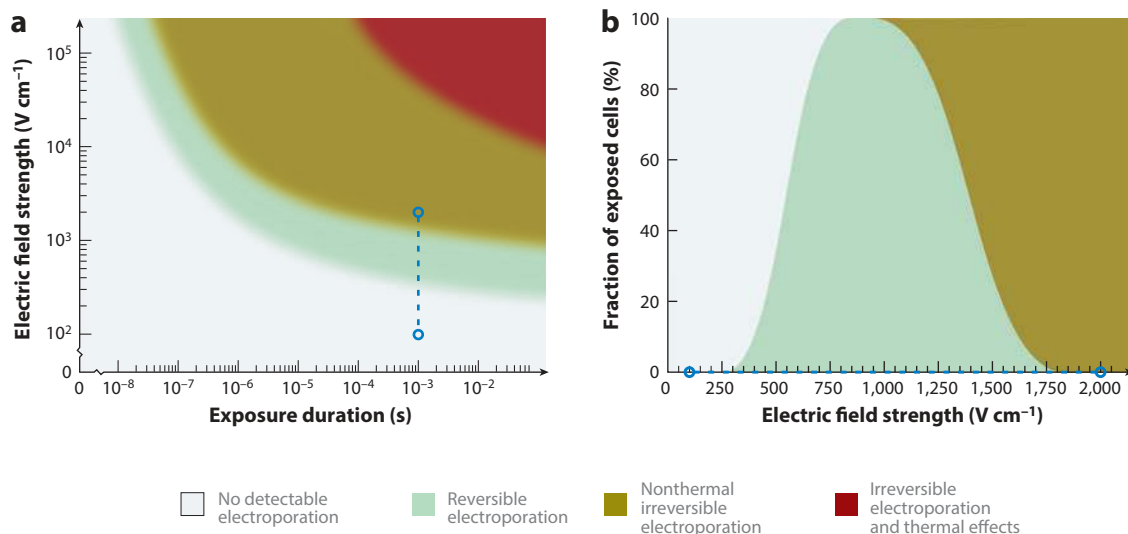 a
Electric field strength (V cm⁻¹)
10⁵
10⁴
10³
10²
0
0 10⁻⁸ 10⁻⁷ 10⁻⁶ 10⁻⁵ 10⁻⁴ 10⁻³ 10⁻²
Exposure duration (s)
b
Fraction of exposed cells (%)
100
80
60
40
20
0
0 250 500 750 1,000 1,250 1,500 1,750 2,000
Electric field strength (V cm⁻¹)
No detectable
electroporation
Reversible
electroporation
Nonthermal
irreversible
electroporation
Irreversible
electroporation
and thermal effects